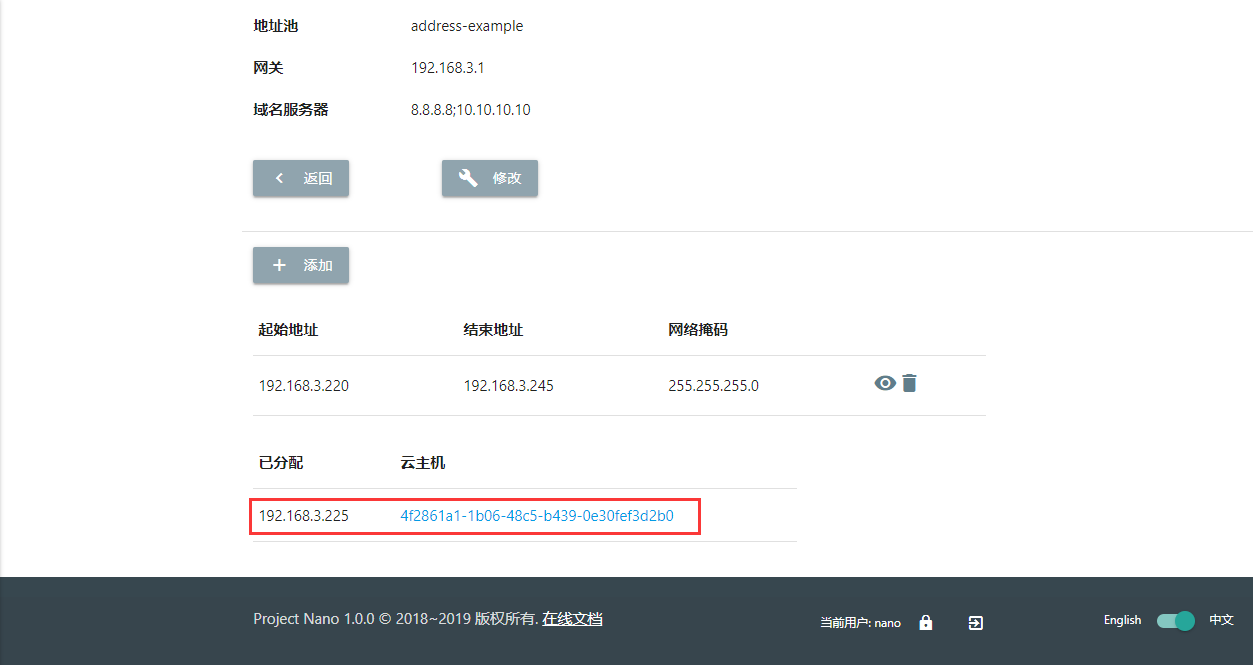 地址池 address-example
网关 192.168.3.1
域名服务器 8.8.8.8;10.10.10.10
返回 修改
添加
起始地址 结束地址 网络掩码
192.168.3.220 192.168.3.245 255.255.255.0
已分配 云主机
192.168.3.225 4f2861a1-1b06-48c5-b439-0e30fef3d2b0
Project Nano 1.0.0 © 2018~2019 版权所有. 在线文档 当前用户: nano English 中文